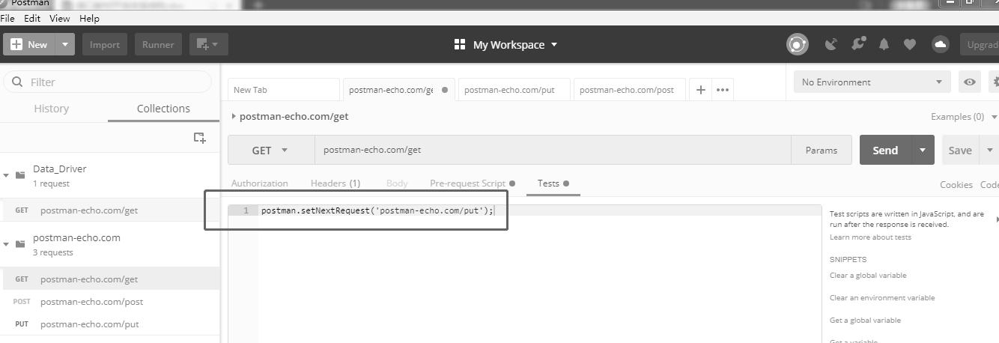 Postman
File Edit View Help
New Import Runner My Workspace Upgrad
Filter
History Collections
Data_Driver
1 request
GET postman-echo.com/get
postman-echo.com
3 requests
GET postman-echo.com/get
POST postman-echo.com/post
PUT postman-echo.com/put
New Tab postman-echo.com/ge postman-echo.com/put postman-echo.com/post + ••• No Environment
postman-echo.com/get Examples (0)
GET postman-echo.com/get Params Send Save
Authorization Headers (1) Body Pre-request Script Tests Cookies Code
1 postman.setNextRequest('postman-echo.com/put');
Test scripts are written in JavaScript, and are
run after the response is received.
Learn more about tests
SNIPPETS
Clear a global variable
Clear an environment variable
Get a global variable
Get a variable